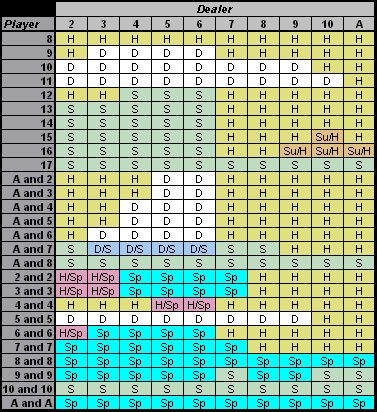 Dealer
Player 2 3 4 5 6 7 8 9 10 A
8 H H H H H H H H H H
9 H D D D D H H H H H
10 D D D D D D D D H H
11 D D D D D D D D D H
12 H H S S S H H H H H
13 S S S S S H H H H H
14 S S S S S H H H H H
15 S S S S S H H H Su/H H
16 S S S S S H H Su/H Su/H Su/H
17 S S S S S S S S S S
A and 2 H H H D D H H H H H
A and 3 H H H D D H H H H H
A and 4 H H D D D H H H H H
A and 5 H H D D D H H H H H
A and 6 H D D D D H H H H H
A and 7 S D/S D/S D/S D/S S S H H H
A and 8 S S S S S S S S S S
2 and 2 H/Sp H/Sp Sp Sp Sp Sp H H H H
3 and 3 H/Sp H/Sp Sp Sp Sp Sp H H H H
4 and 4 H H H H/Sp H/Sp H H H H H
5 and 5 D D D D D D D D H H
6 and 6 H/Sp Sp Sp Sp Sp H H H H H
7 and 7 Sp Sp Sp Sp Sp Sp H H H H
8 and 8 Sp Sp Sp Sp Sp Sp Sp Sp Sp Sp
9 and 9 Sp Sp Sp Sp Sp S Sp Sp S S
10 and 10 S S S S S S S S S S
A and A Sp Sp Sp Sp Sp Sp Sp Sp Sp Sp